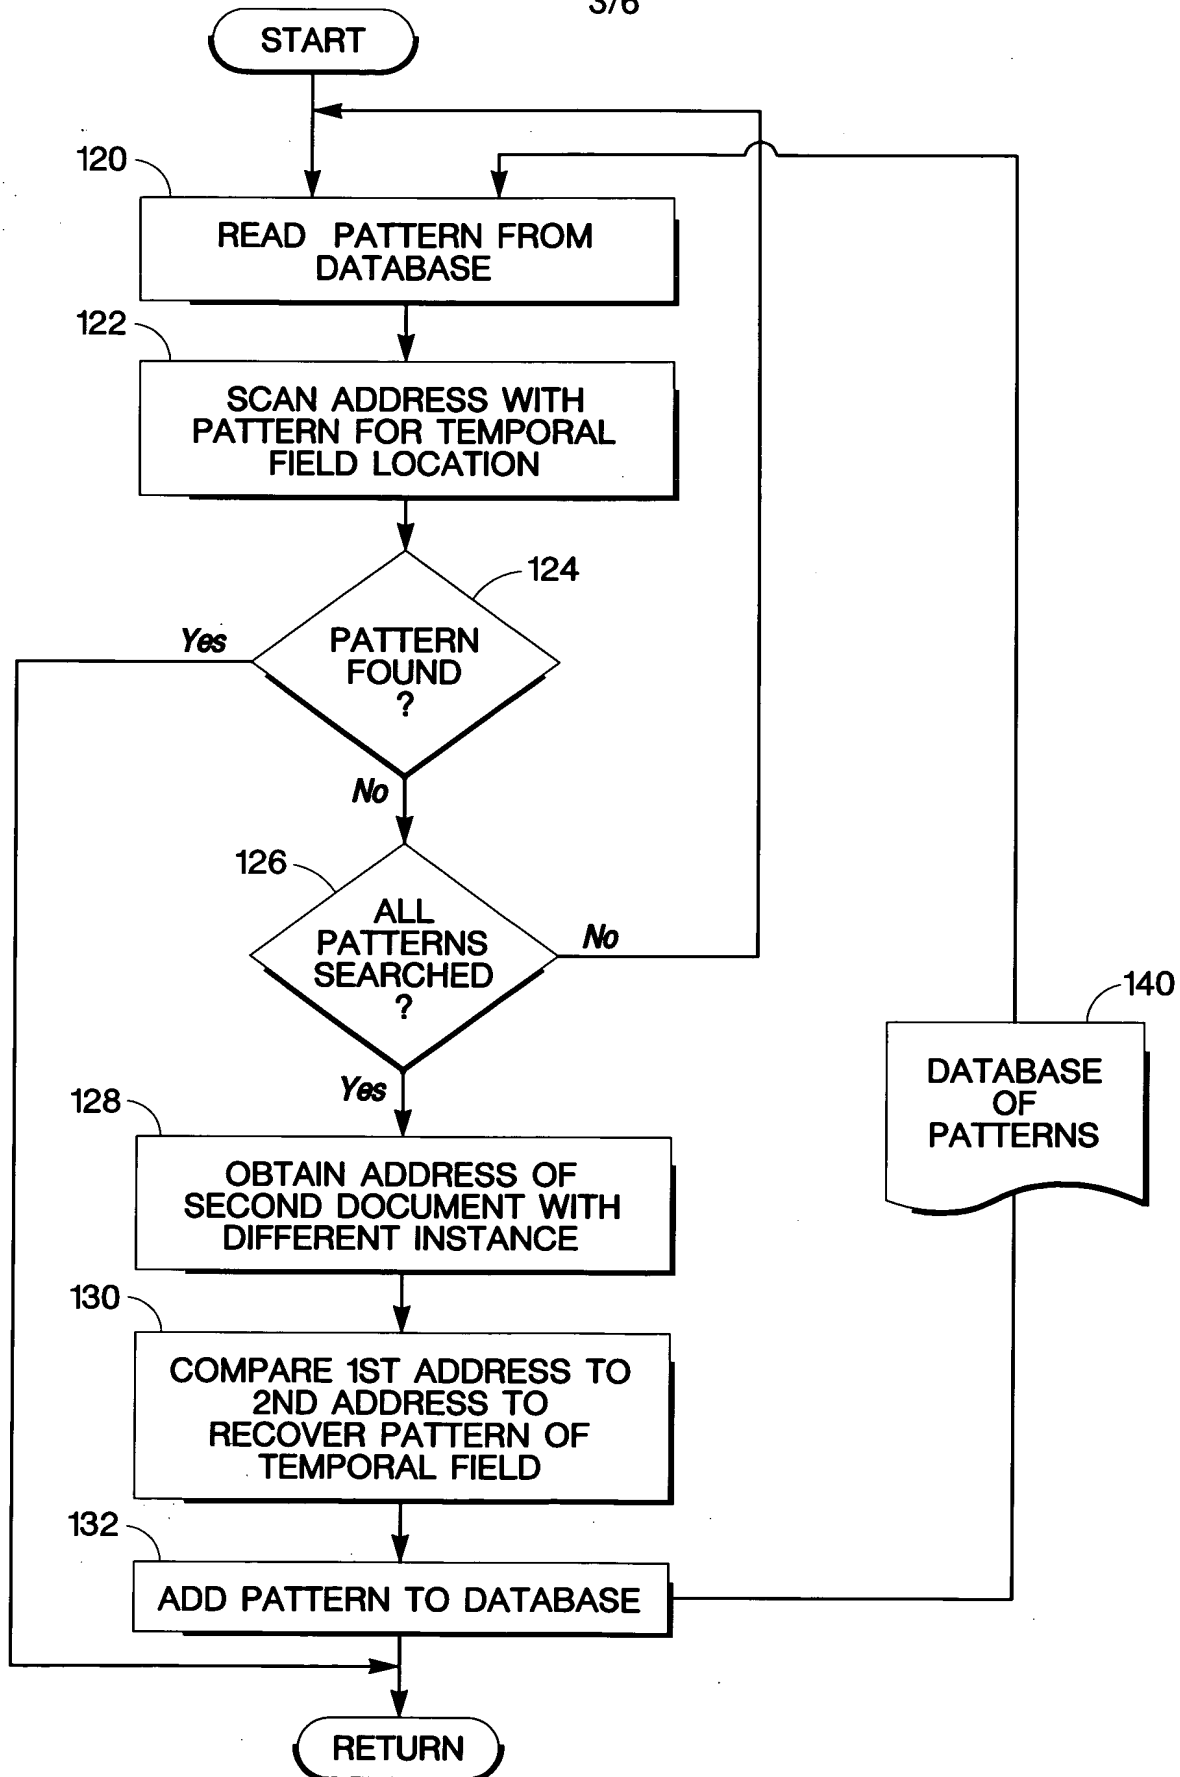 3/6
START
120
READ PATTERN FROM
DATABASE
122
SCAN ADDRESS WITH
PATTERN FOR TEMPORAL
FIELD LOCATION
124
Yes
PATTERN
FOUND
?
No
126
ALL
PATTERNS
SEARCHED
?
No
140
DATABASE
OF
PATTERNS
Yes
128
OBTAIN ADDRESS OF
SECOND DOCUMENT WITH
DIFFERENT INSTANCE
130
COMPARE 1ST ADDRESS TO
2ND ADDRESS TO
RECOVER PATTERN OF
TEMPORAL FIELD
132
ADD PATTERN TO DATABASE
RETURN